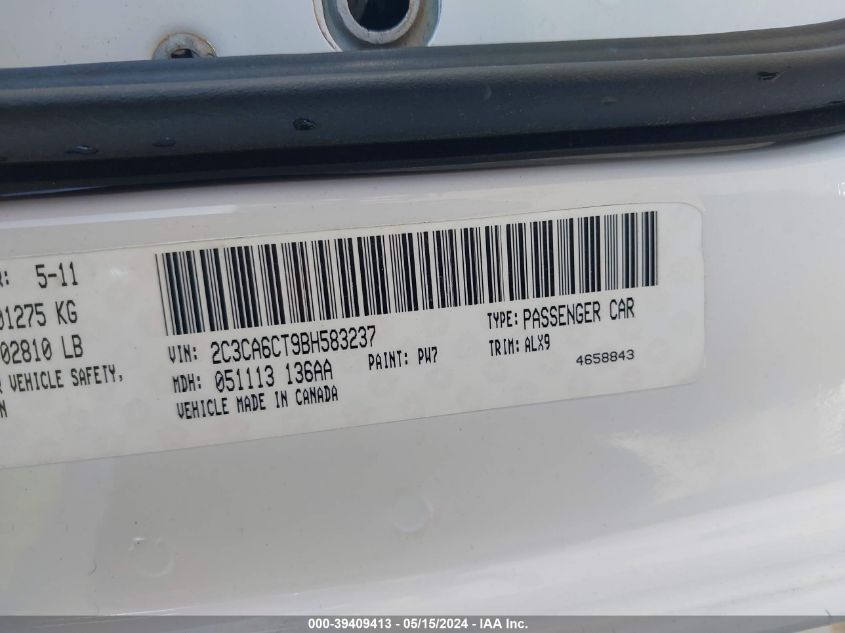 R: 5-11
01275 KG
02810 LB
R VEHICLE SAFETY,
N
VIN: 2C3CA6CT9BH583237
TYPE: PASSENGER CAR
MDH: 051113 136AA
PAINT: PW7
TRIM: ALX9
VEHICLE MADE IN CANADA
4658843
000-39409413 - 05/15/2024 - IAA Inc.